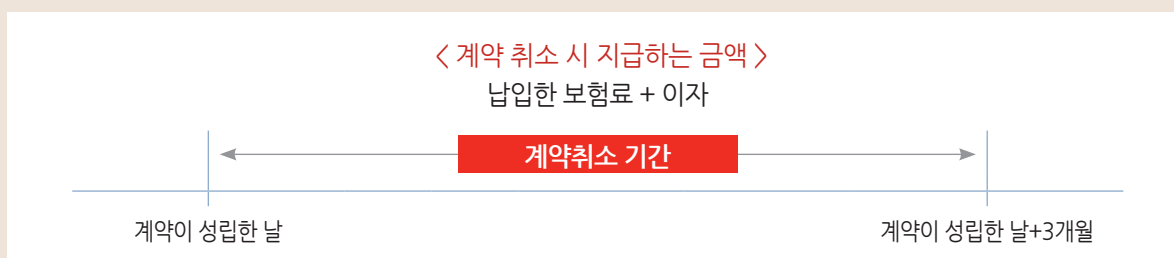 < 계약 취소 시 지급하는 금액 >
납입한 보험료 + 이자
계약취소 기간
계약이 성립한 날
계약이 성립한 날+3개월